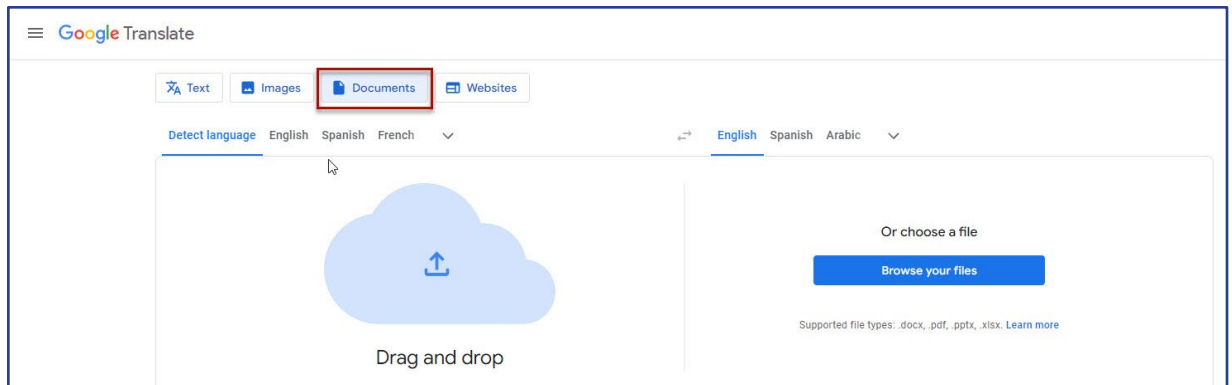 Google Translate
Text Images Documents Websites
Detect language English Spanish French English Spanish Arabic
Or choose a file
Browse your files
Supported file types: .docx, .pdf, .pptx, .xlsx. Learn more
Drag and drop